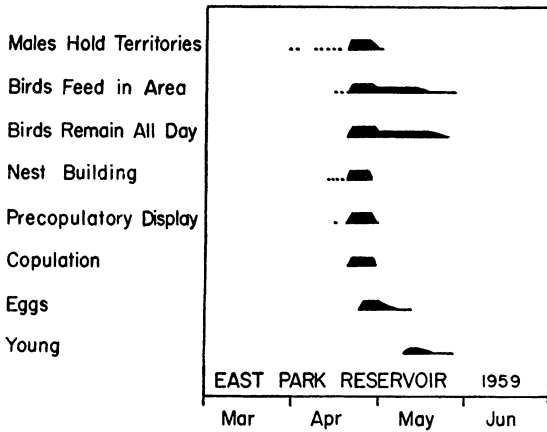 Males Hold Territories
Birds Feed in Area
Birds Remain All Day
Nest Building
Precopulatory Display
Copulation
Eggs
Young
EAST PARK RESERVOIR 1959
Mar Apr May Jun